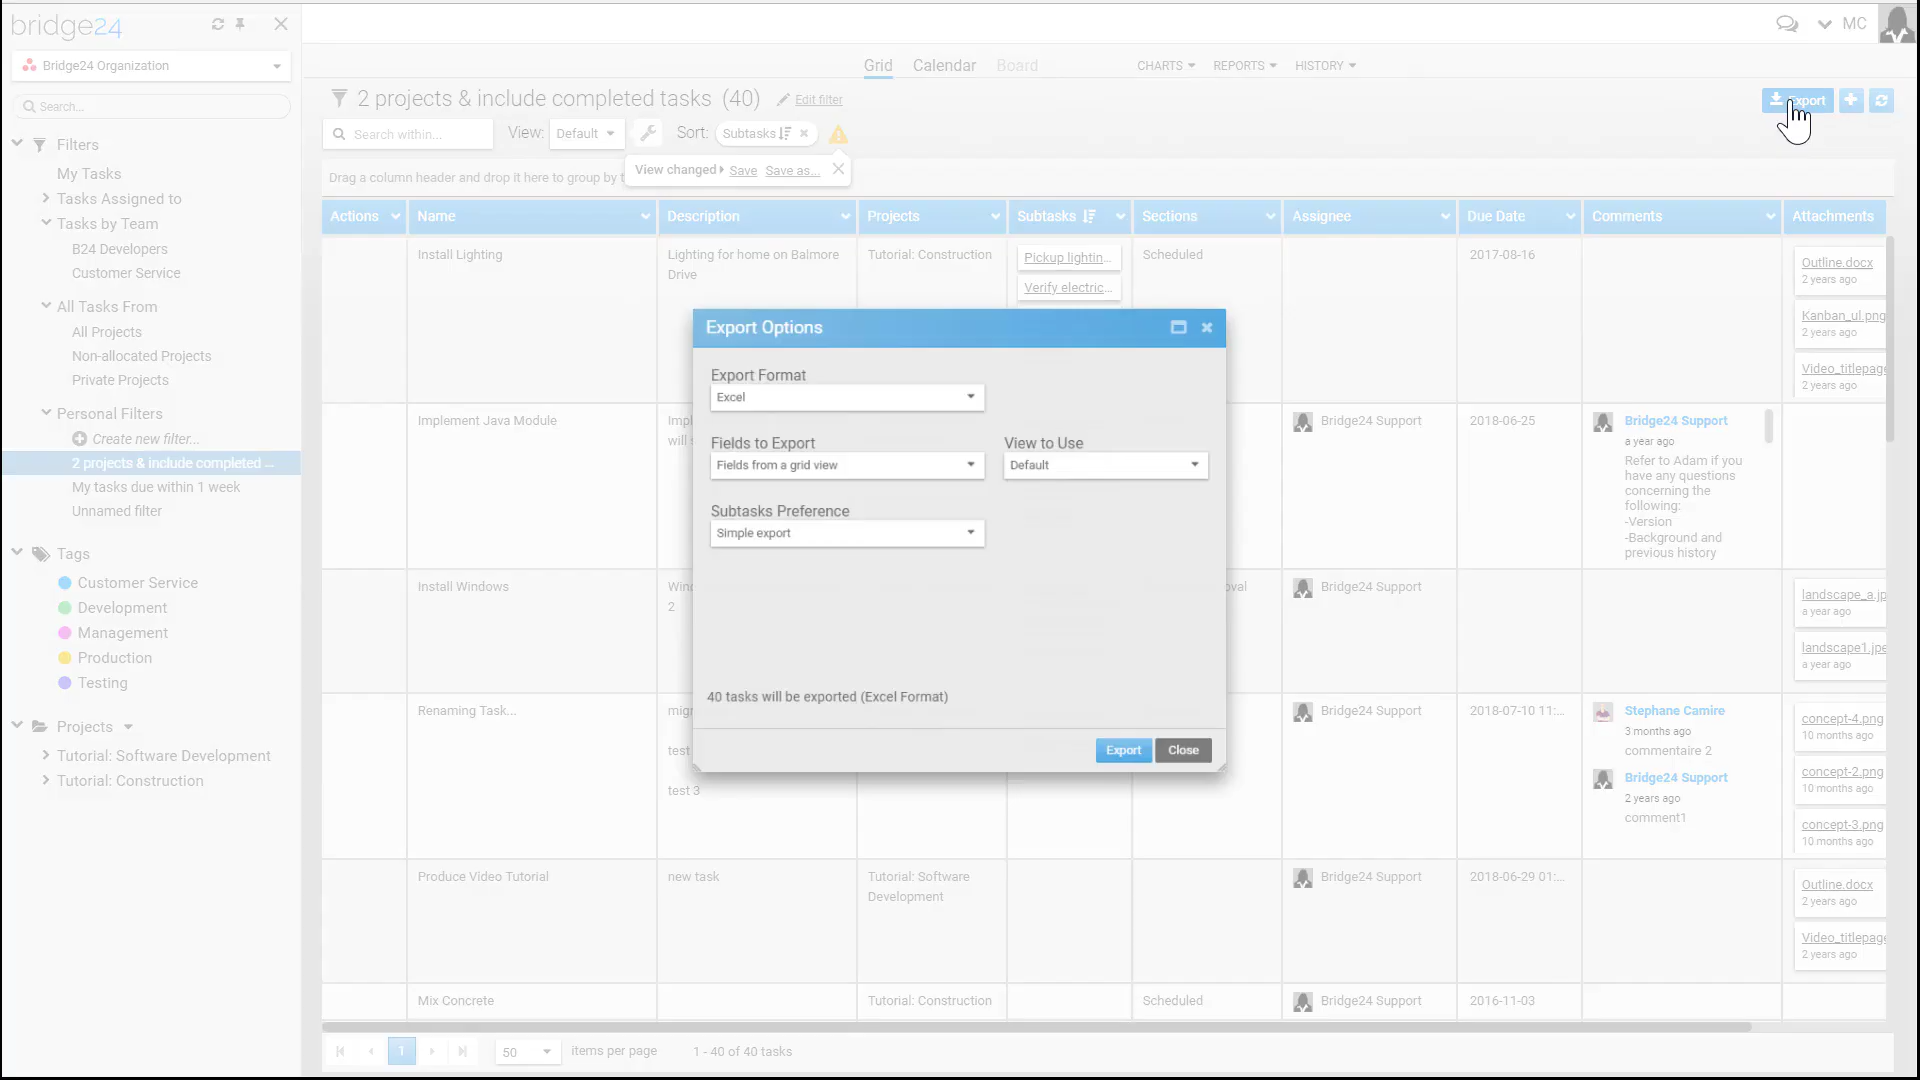 bridge24
Bridge24 Organization
Search...
Filters
My Tasks
Tasks Assigned to
Tasks by Team
B24 Developers
Customer Service
All Tasks From
All Projects
Non-allocated Projects
Private Projects
Personal Filters
Create new filter...
2 projects & include completed ...
My tasks due within 1 week
Unnamed filter
Tags
Customer Service
Development
Management
Production
Testing
Projects
Tutorial: Software Development
Tutorial: Construction
MC
Grid Calendar Board CHARTS REPORTS HISTORY
2 projects & include completed tasks (40) Edit filter
Export
Search within... View: Default Sort: Subtasks
View changed Save Save as...
Drag a column header and drop it here to group by t
Actions Name Description Projects Subtasks Sections Assignee Due Date Comments Attachments
Install Lighting
Lighting for home on Balmore
Drive
Tutorial: Construction
Pickup lightin...
Verify electric...
Scheduled
2017-08-16
Outline.docx
2 years ago
Kanban_ul.png
2 years ago
Video_titlepage
2 years ago
Implement Java Module
Impl
will s
Bridge24 Support
2018-06-25
Bridge24 Support
a year ago
Refer to Adam if you
have any questions
concerning the
following:
-Version
-Background and
previous history
Install Windows
Wind
2
oval
Bridge24 Support
landscape_a.jp
a year ago
landscape1.jpe
a year ago
Renaming Task...
migr
test
test 3
Bridge24 Support
2018-07-10 11:...
Stephane Camire
3 months ago
commentaire 2
Bridge24 Support
2 years ago
comment1
concept-4.png
10 months ago
concept-2.png
10 months ago
concept-3.png
10 months ago
Produce Video Tutorial
new task
Tutorial: Software
Development
Bridge24 Support
2018-06-29 01:...
Outline.docx
2 years ago
Video_titlepage
2 years ago
Mix Concrete
Tutorial: Construction
Scheduled
Bridge24 Support
2016-11-03
1 50 items per page 1 - 40 of 40 tasks
Export Options
Export Format
Excel
Fields to Export View to Use
Fields from a grid view Default
Subtasks Preference
Simple export
40 tasks will be exported (Excel Format)
Export Close